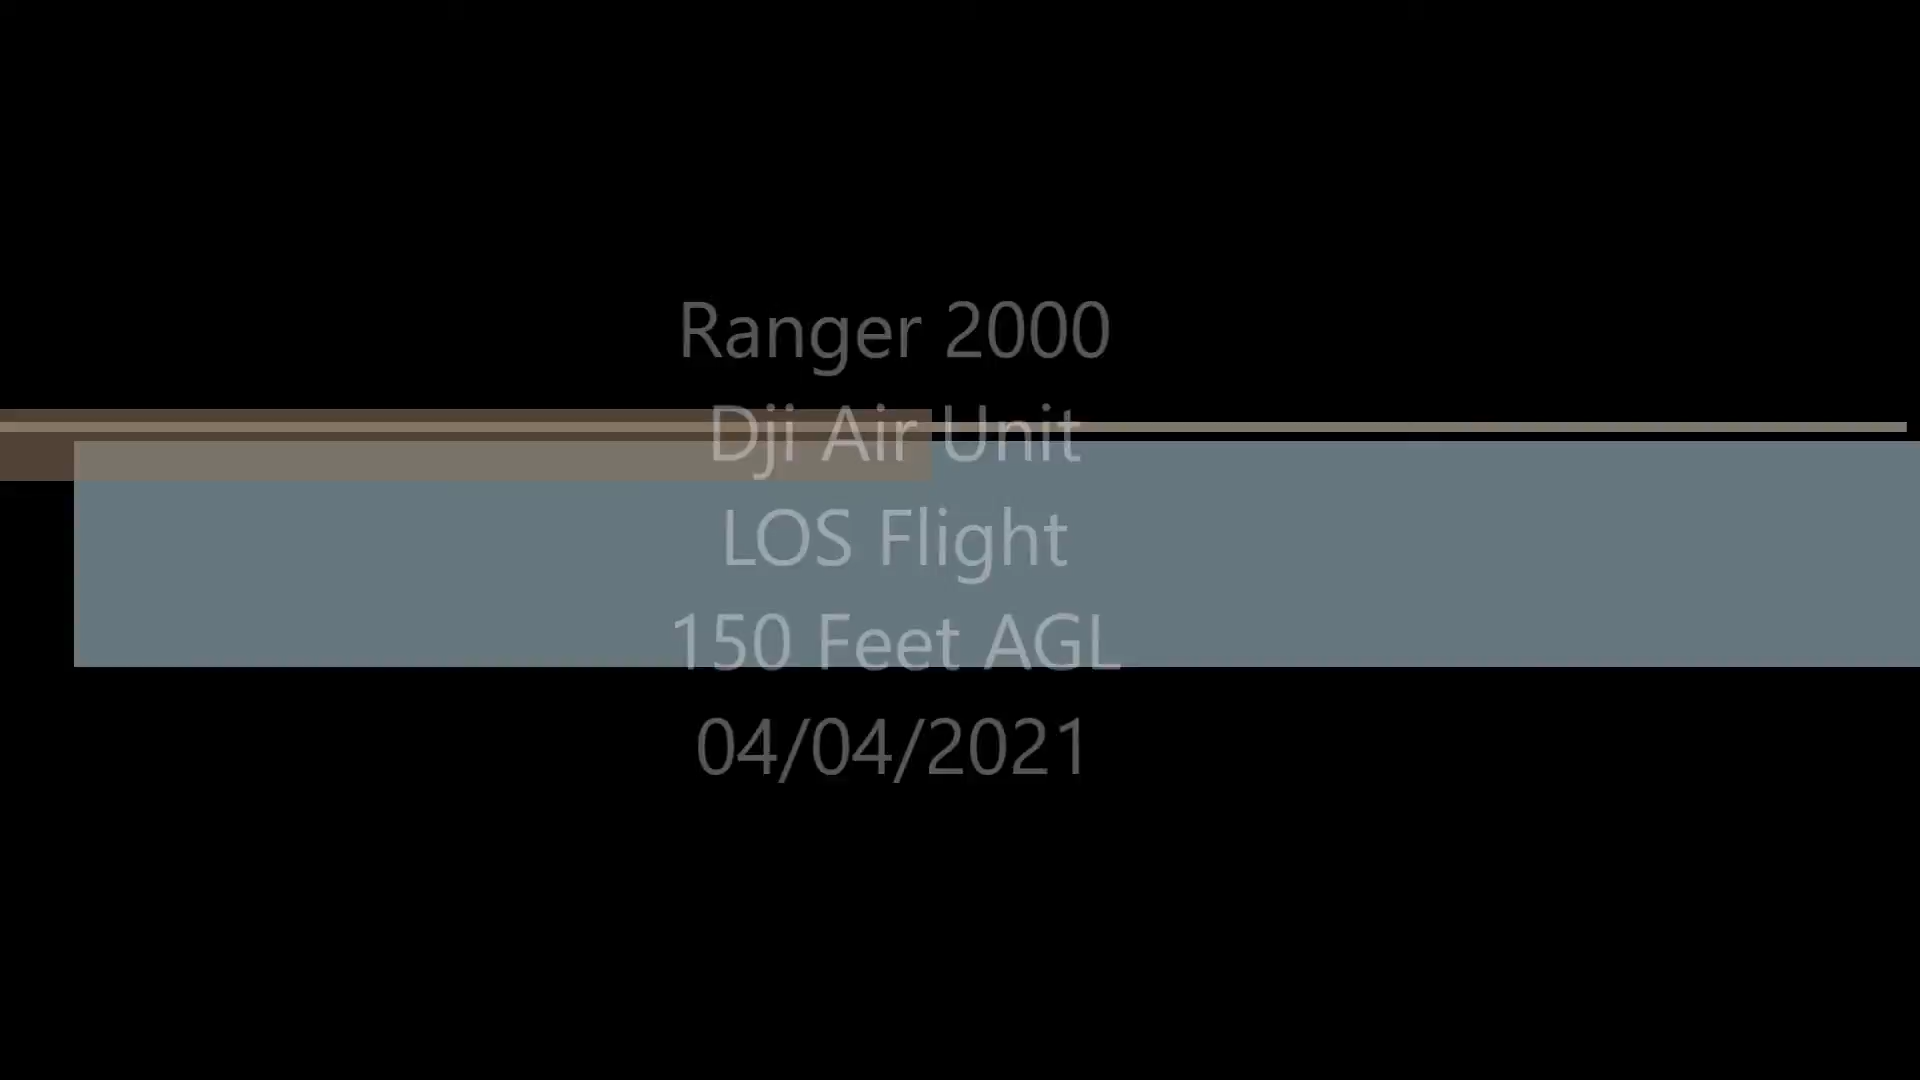 Ranger 2000
Dji Air Unit
LOS Flight
150 Feet AGL
04/04/2021